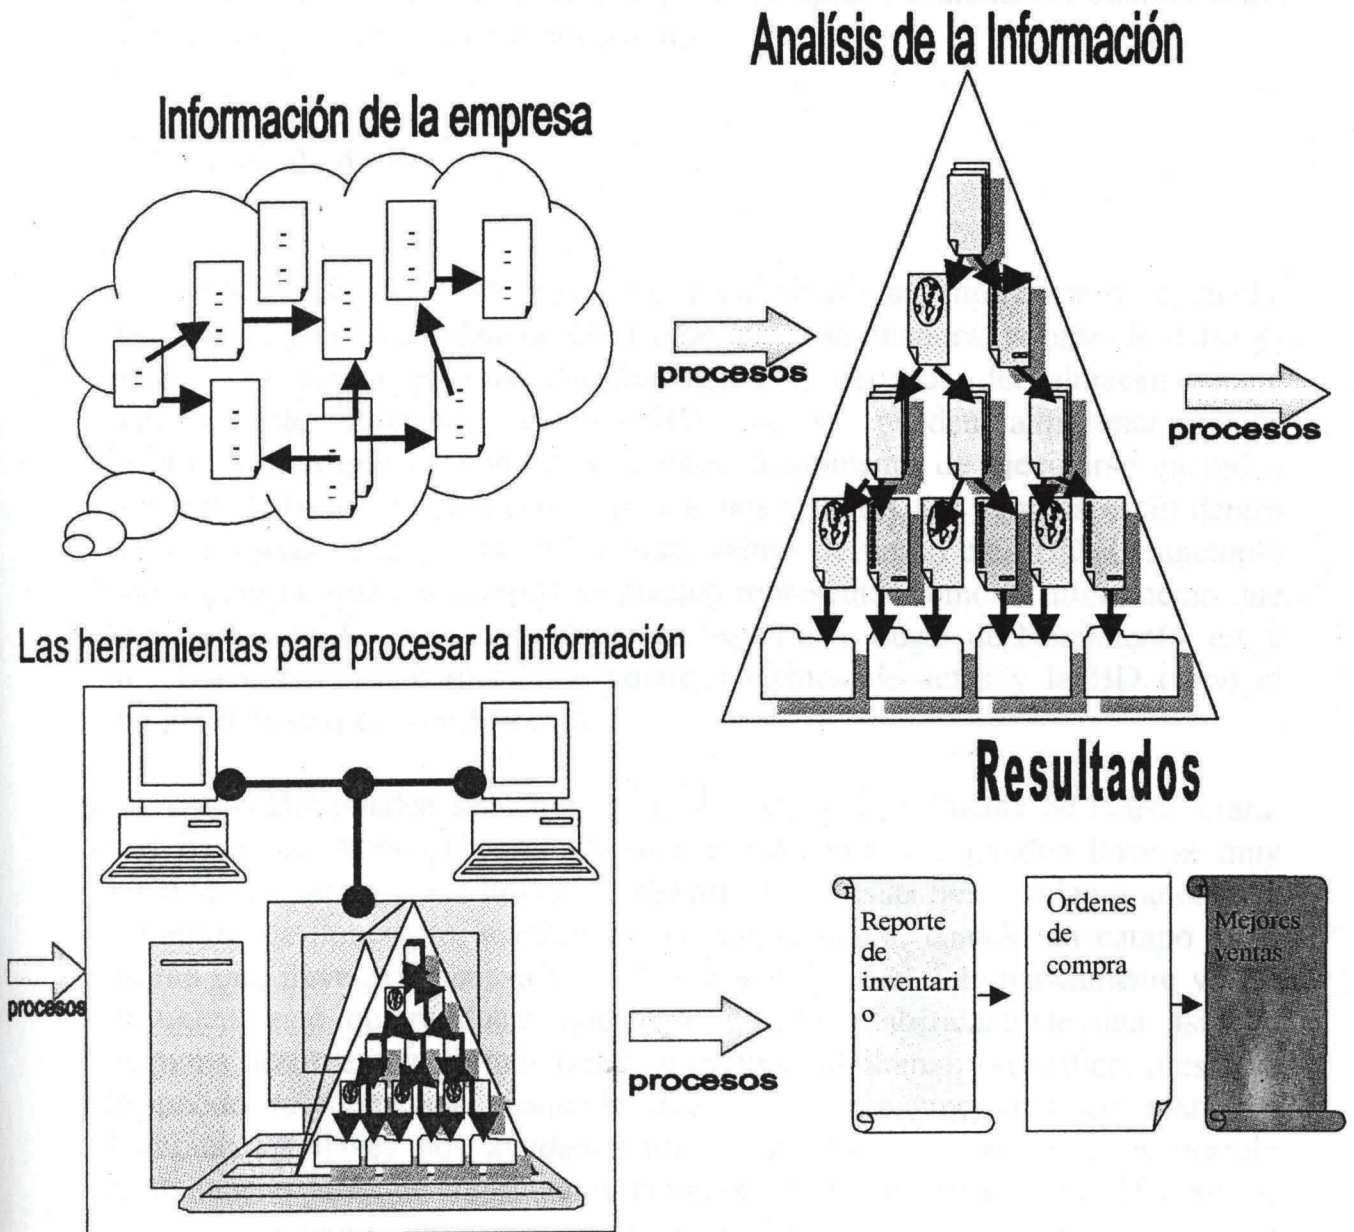 Analísis de la Información
Información de la empresa
procesos
procesos
Las herramientas para procesar la Información
procesos
procesos
Resultados
Reporte
de
inventari
o
Ordenes
de
compra
Mejores
ventas